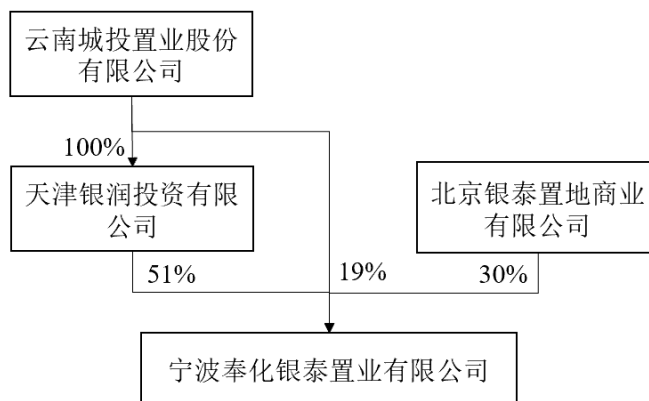 云南城投置业股份
有限公司
100%
天津银润投资有限
公司
北京银泰置地商业
有限公司
51%
19%
30%
宁波奉化银泰置业有限公司